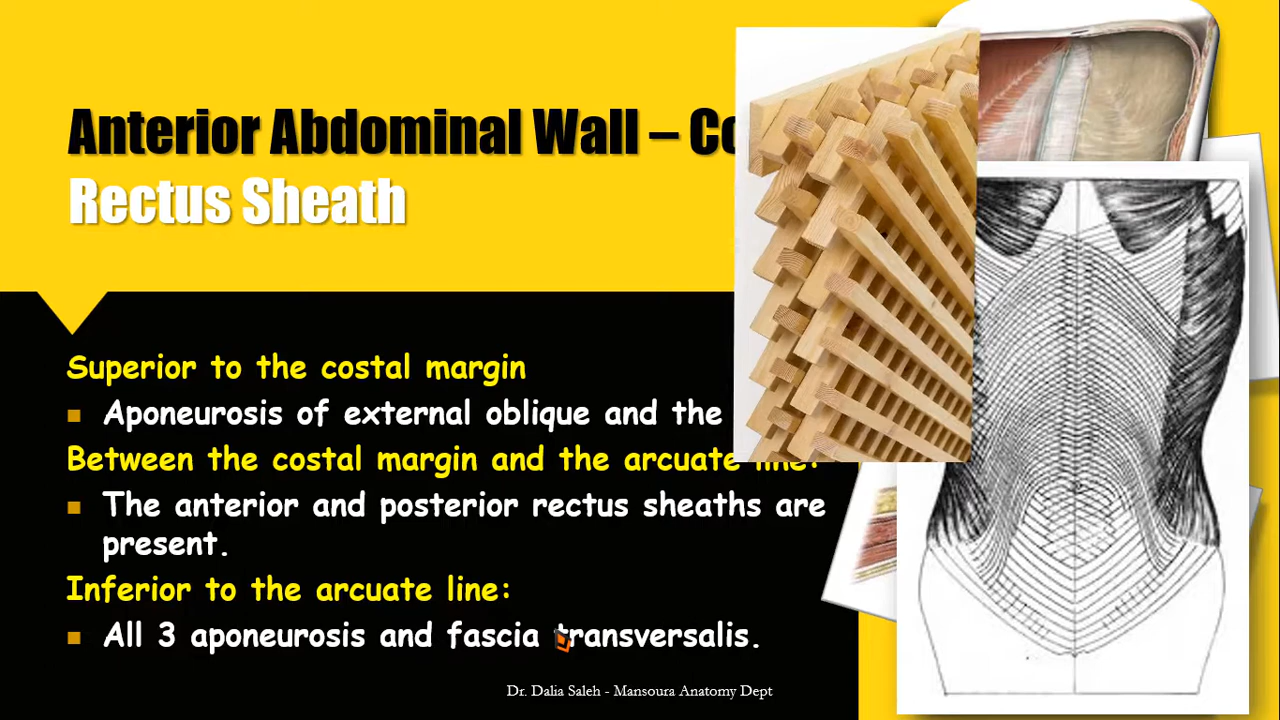 Anterior Abdominal Wall – Co
Rectus Sheath
Superior to the costal margin
Aponeurosis of external oblique and the
Between the costal margin and the arcuate line:
The anterior and posterior rectus sheaths are
present.
Inferior to the arcuate line:
All 3 aponeurosis and fascia transversalis.
Dr. Dalia Saleh - Mansoura Anatomy Dept